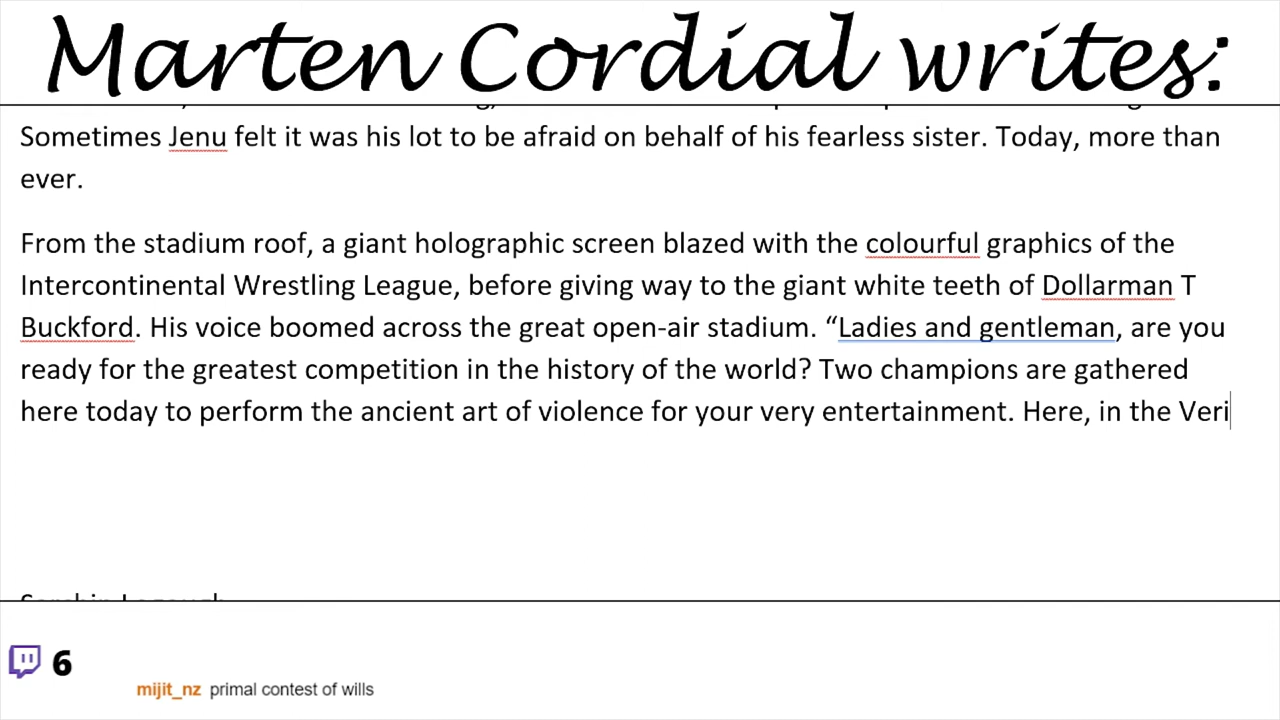 Marten Cordial writes:
Sometimes Jenu felt it was his lot to be afraid on behalf of his fearless sister. Today, more than
ever.
From the stadium roof, a giant holographic screen blazed with the colourful graphics of the
Intercontinental Wrestling League, before giving way to the giant white teeth of Dollarman T
Buckford. His voice boomed across the great open-air stadium. “Ladies and gentleman, are you
ready for the greatest competition in the history of the world? Two champions are gathered
here today to perform the ancient art of violence for your very entertainment. Here, in the Veri
6
mijit_nz primal contest of wills